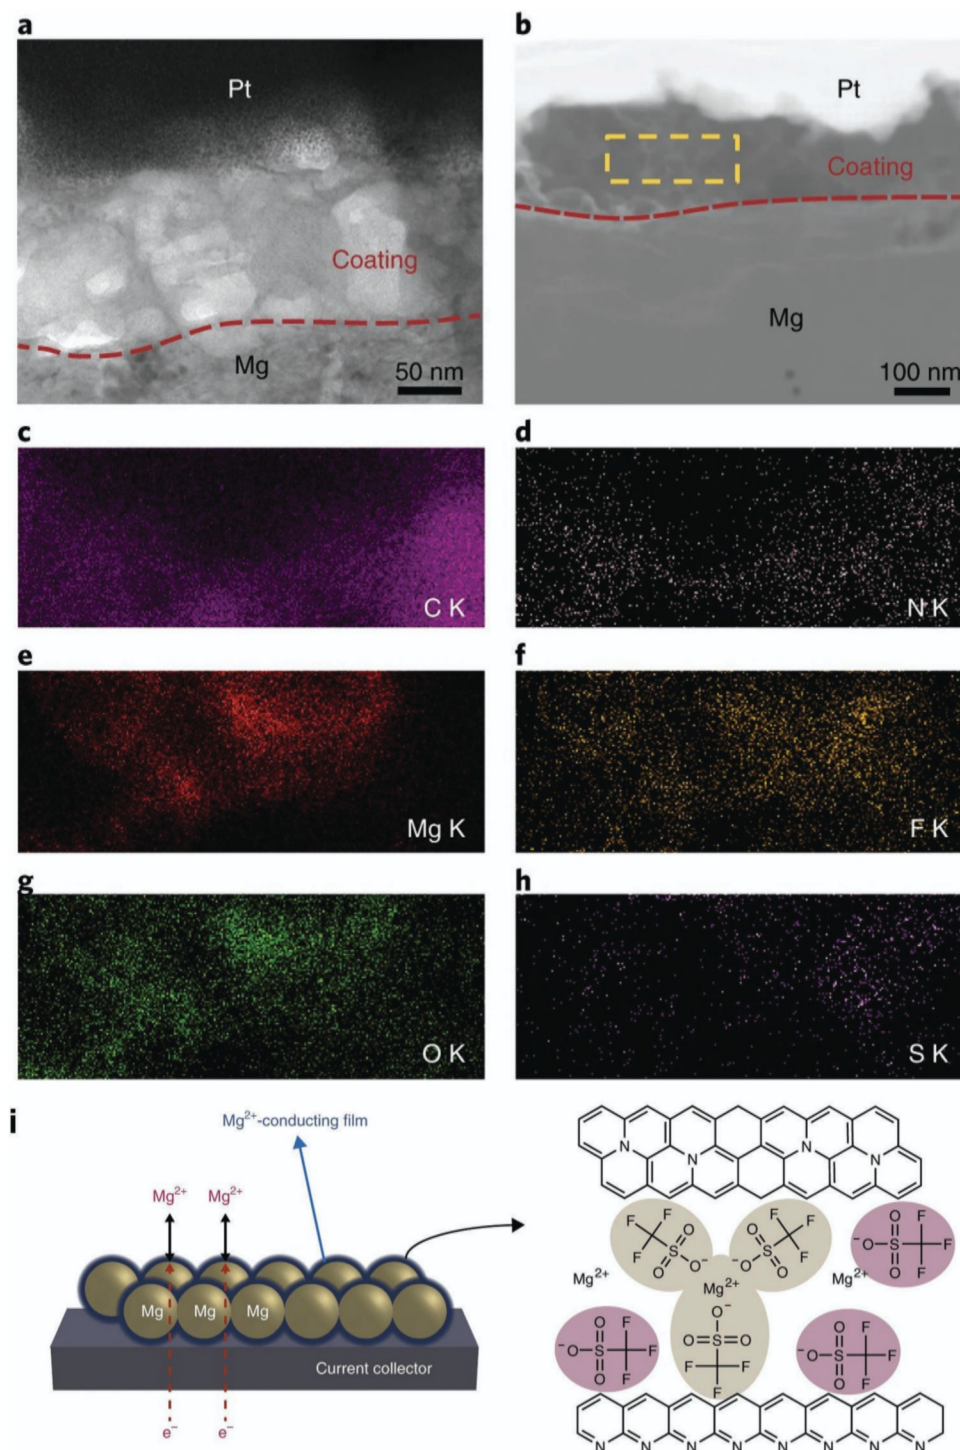 a
Pt
Coating
Mg
50 nm
b
Pt
Coating
Mg
100 nm
c
C K
d
N K
e
Mg K
f
F K
g
O K
h
S K
i
Mg²⁺-conducting film
Mg²⁺ Mg²⁺
Mg Mg Mg
Current collector
e⁻ e⁻
N N N
F F F S O O O⁻
F F F S O O ⁻O
⁻O S O O F F F
Mg²⁺ Mg²⁺ Mg²⁺
O⁻
O S O
F F F
⁻O S O O F F F
⁻O S O O F F F
N N N N N N N N